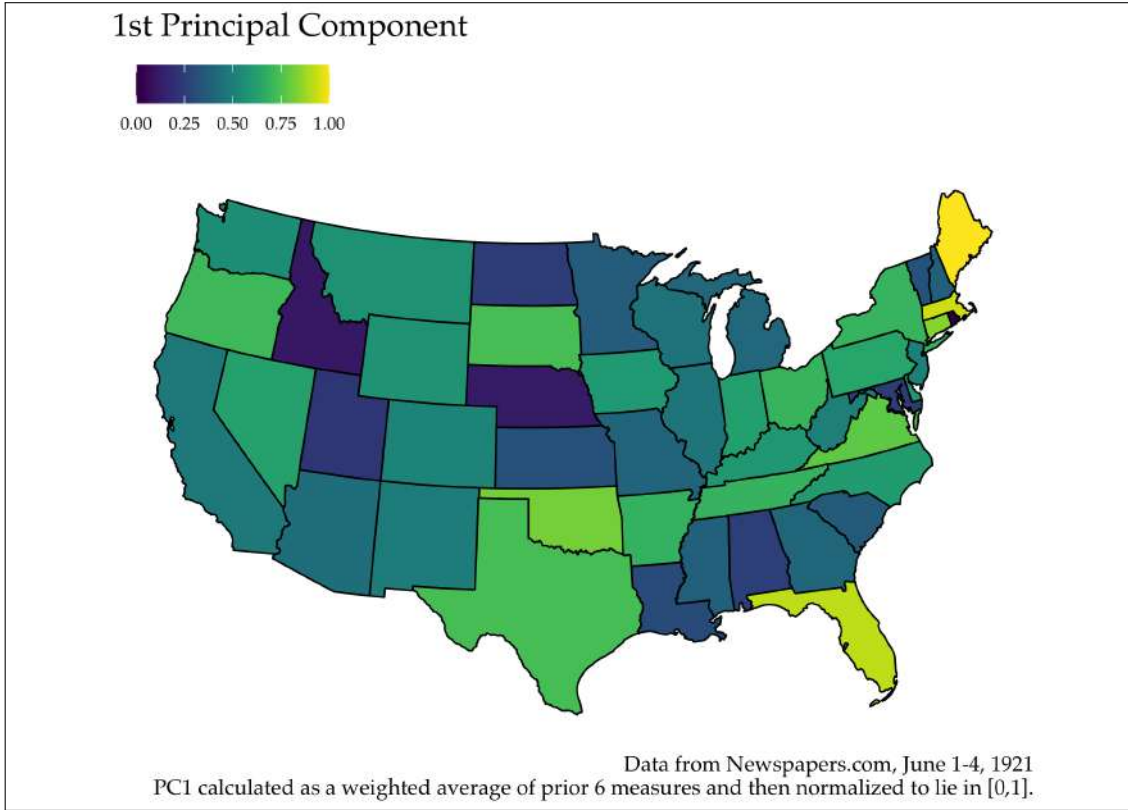 1st Principal Component
0.00 0.25 0.50 0.75 1.00
Data from Newspapers.com, June 1-4, 1921
PC1 calculated as a weighted average of prior 6 measures and then normalized to lie in [0,1].